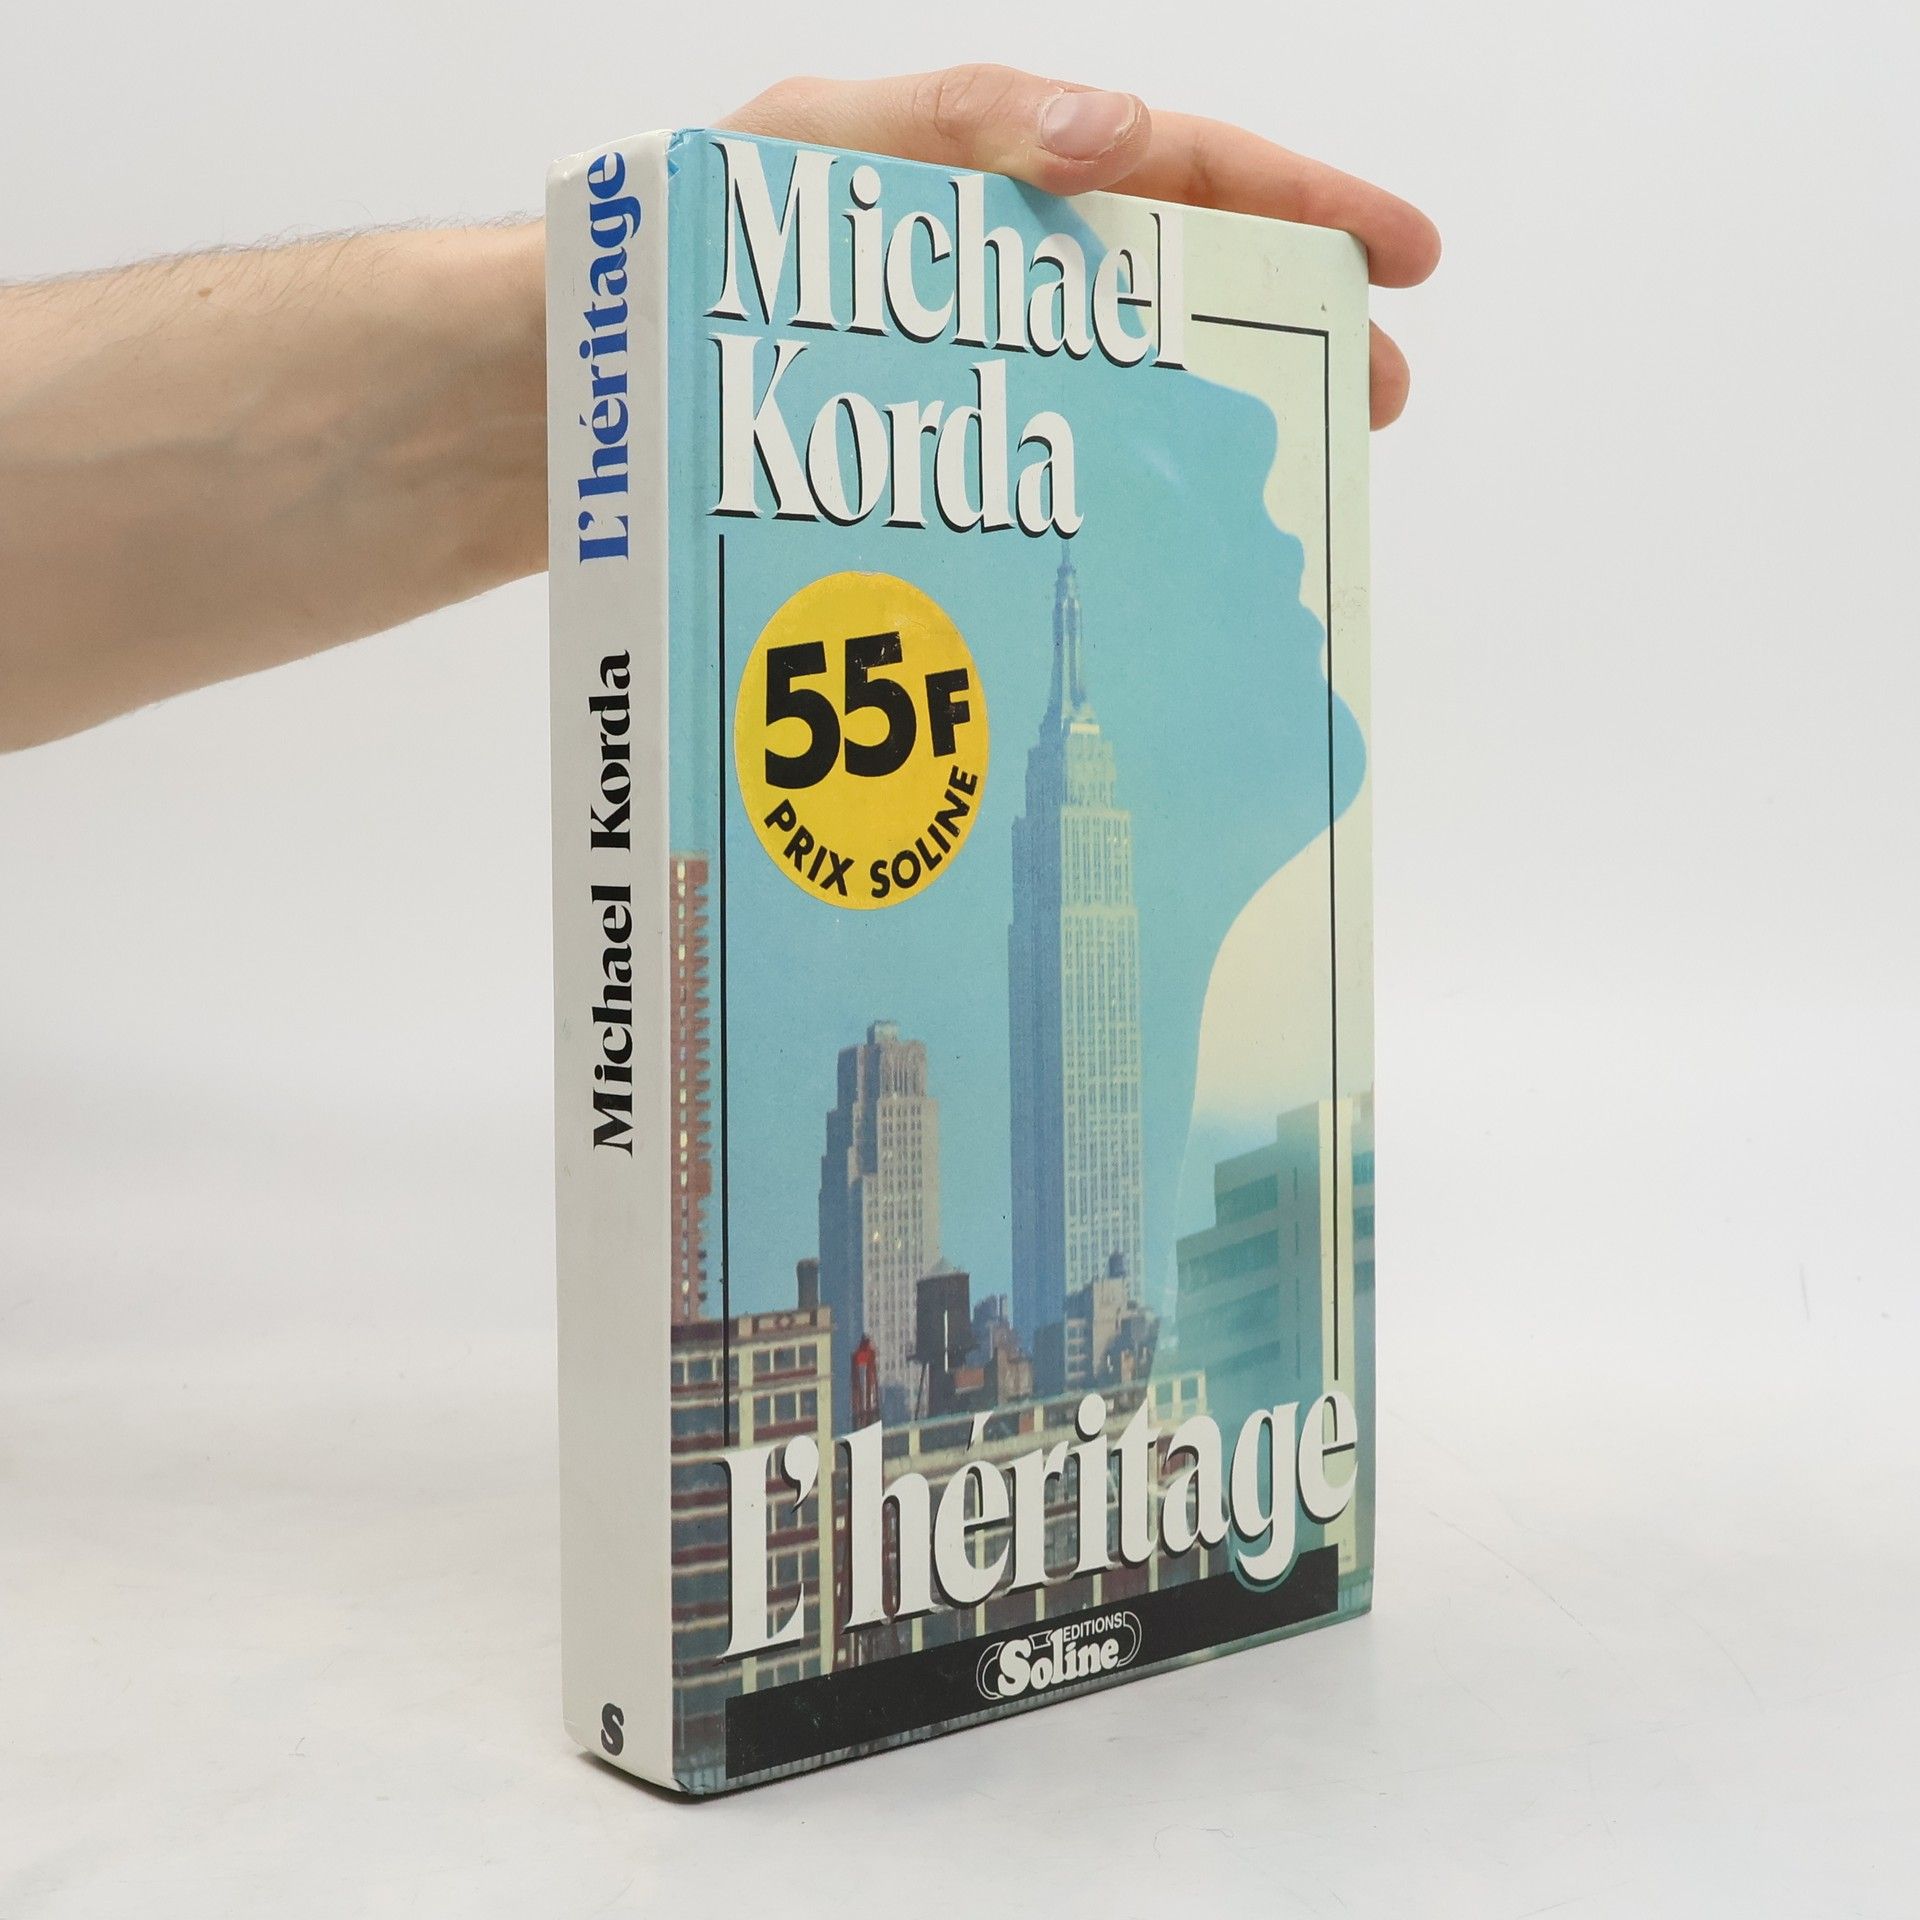 L'héritage
Michael Korda
S
Michael
Korda
55F
PRIX SOLINE
L'héritage
EDITIONS
Soline